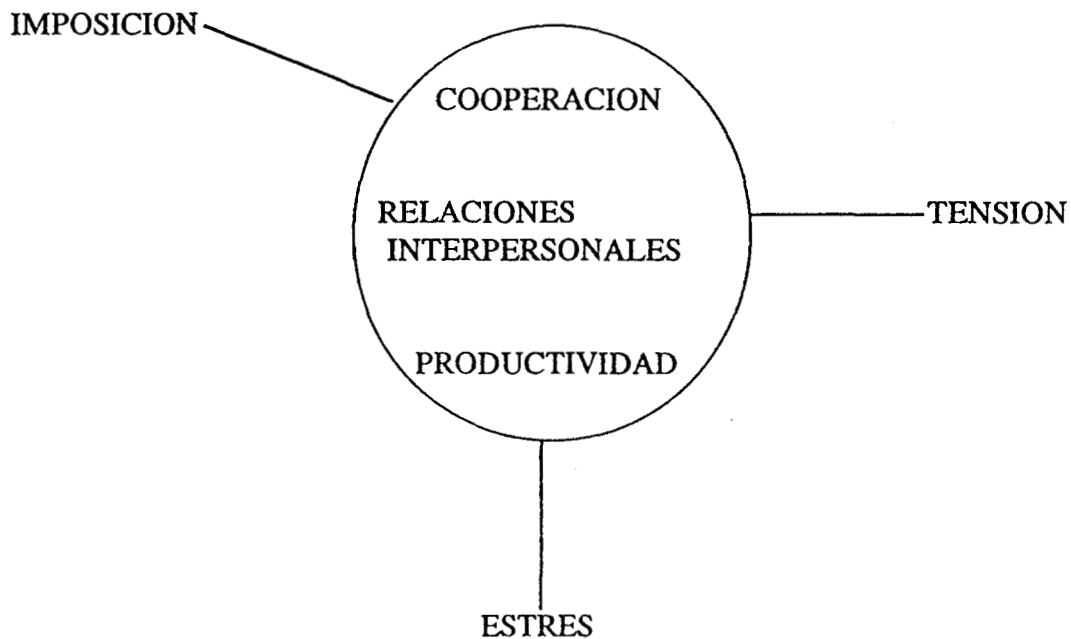 IMPOSICION
COOPERACION
RELACIONES
INTERPERSONALES
TENSION
PRODUCTIVIDAD
ESTRES